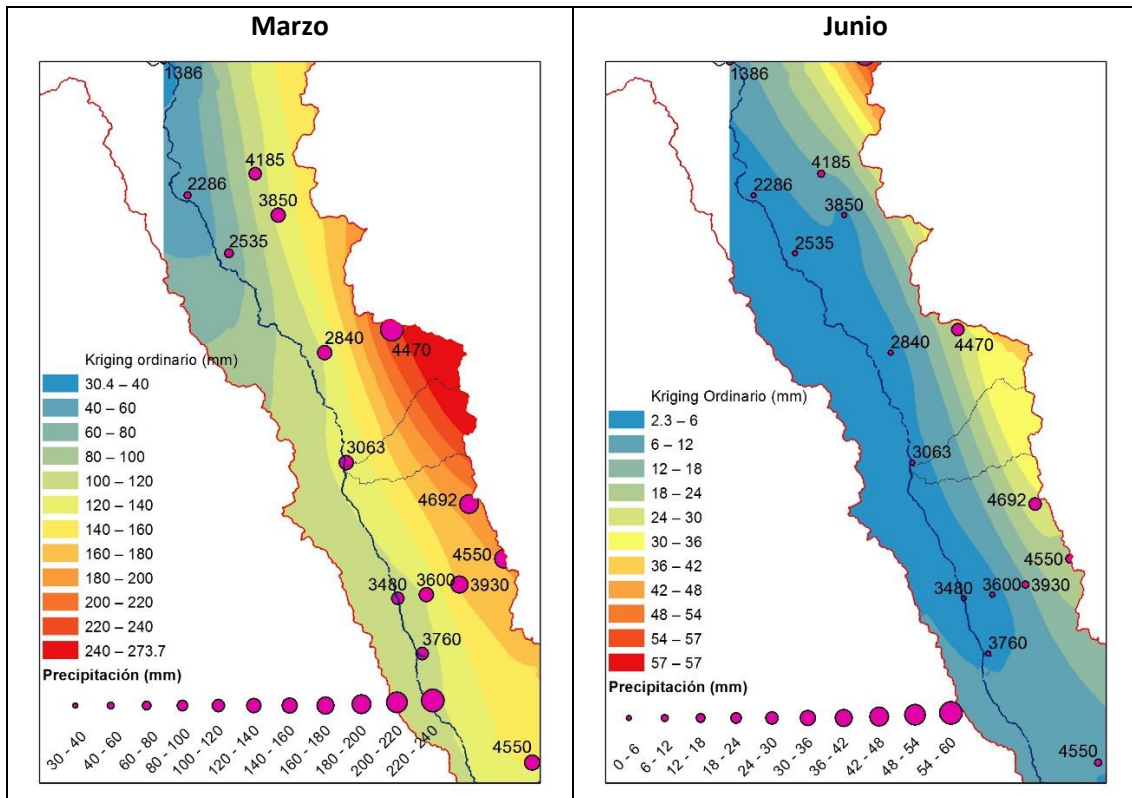 Marzo
1386
4185
2286
3850
2535
2840
4470
Kriging ordinario (mm)
30.4 – 40
40 – 60
60 – 80
80 – 100
100 – 120
120 – 140
140 – 160
160 – 180
180 – 200
200 – 220
220 – 240
240 – 273.7
3063
4692
4550
3480
3600
3930
3760
Precipitación (mm)
30 - 40
40 - 60
60 - 80
80 - 100
100 - 120
120 - 140
140 - 160
160 - 180
180 - 200
200 - 220
220 - 240
4550
Junio
1386
4185
2286
3850
2535
2840
4470
Kriging Ordinario (mm)
2.3 – 6
6 – 12
12 – 18
18 – 24
24 – 30
30 – 36
36 – 42
42 – 48
48 – 54
54 – 57
57 – 57
3063
4692
4550
3480
3600
3930
3760
Precipitación (mm)
0 - 6
6 - 12
12 - 18
18 - 24
24 - 30
30 - 36
36 - 42
42 - 48
48 - 54
54 - 60
4550